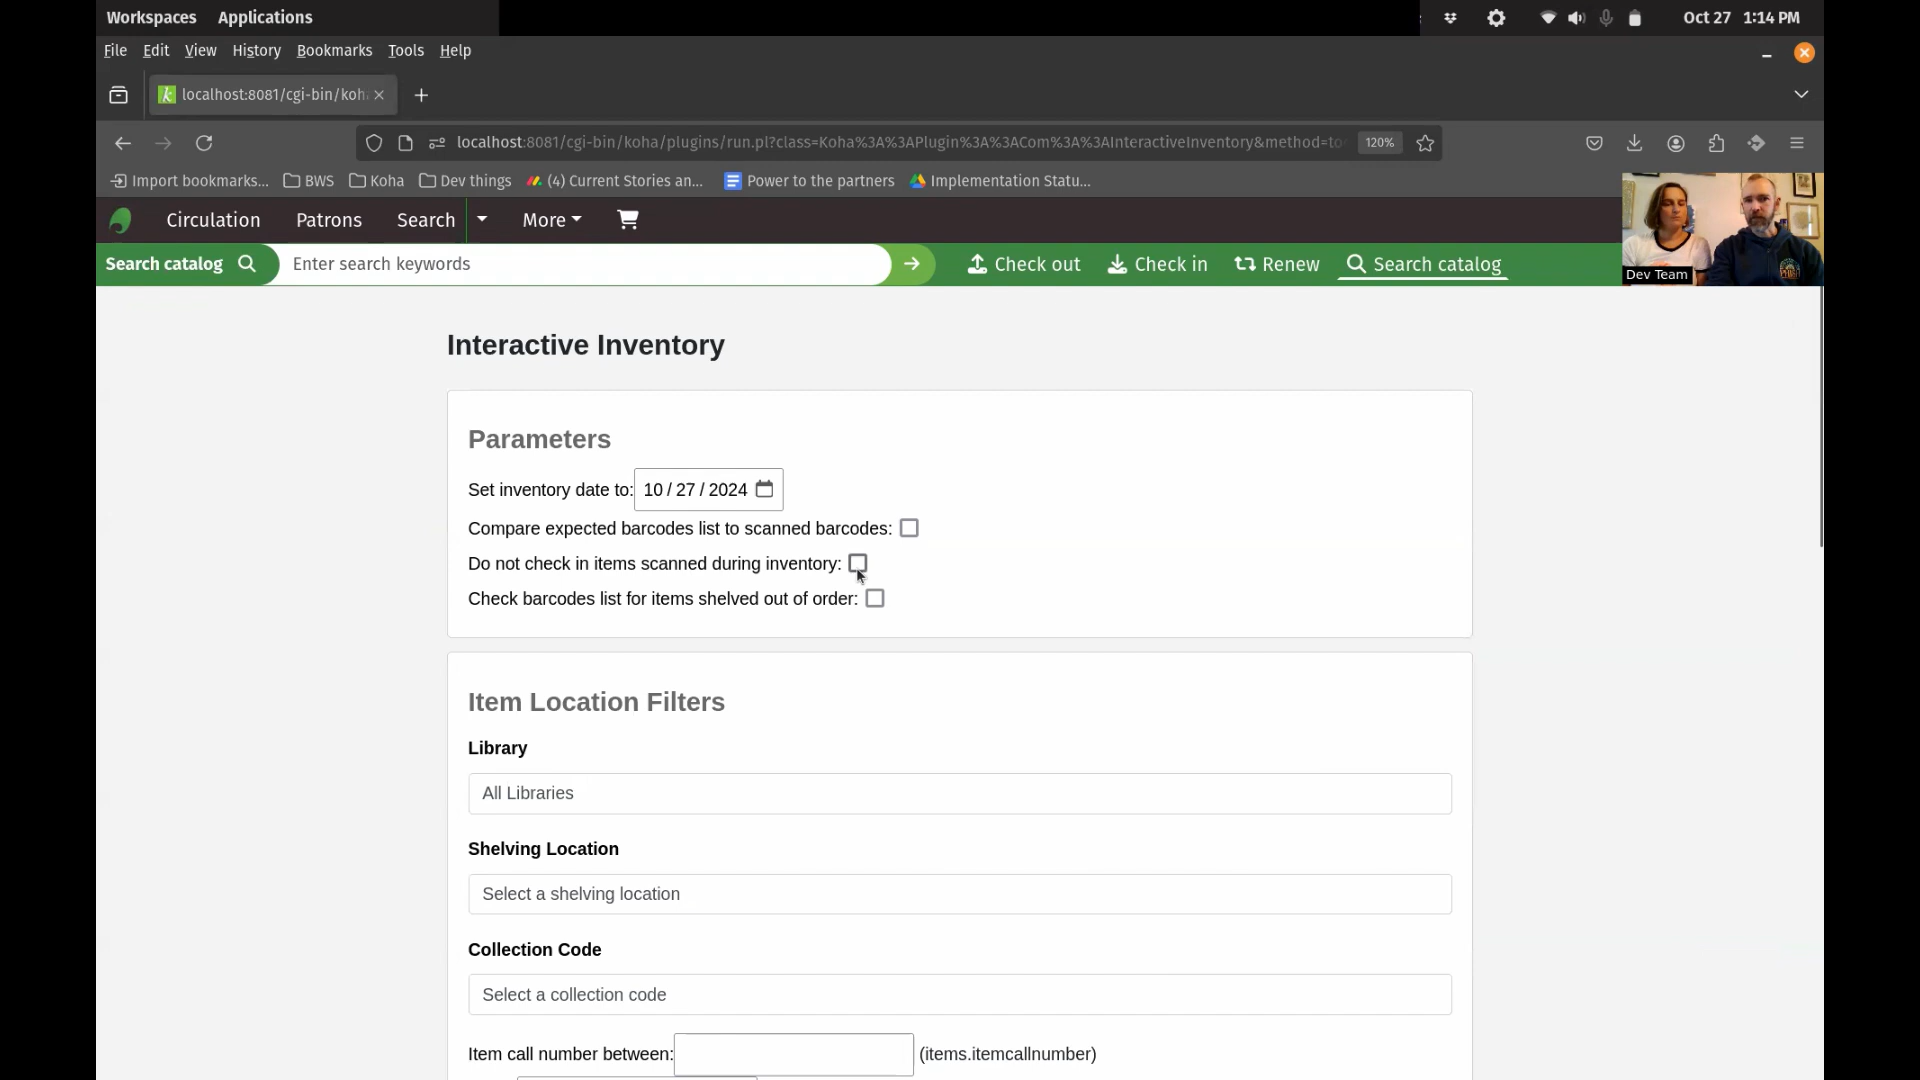 Workspaces Applications
Oct 27 1:14 PM
File Edit View History Bookmarks Tools Help
localhost:8081/cgi-bin/koh
localhost:8081/cgi-bin/koha/plugins/run.pl?class=Koha%3A%3APlugin%3A%3ACom%3A%3AInteractiveInventory&method=to
120%
Import bookmarks... BWS Koha Dev things (4) Current Stories an... Power to the partners Implementation Statu...
Circulation Patrons Search More
Search catalog Enter search keywords Check out Check in Renew Search catalog
Dev Team
Interactive Inventory
Parameters
Set inventory date to: 10 / 27 / 2024
Compare expected barcodes list to scanned barcodes:
Do not check in items scanned during inventory:
Check barcodes list for items shelved out of order:
Item Location Filters
Library
All Libraries
Shelving Location
Select a shelving location
Collection Code
Select a collection code
Item call number between: (items.itemcallnumber)